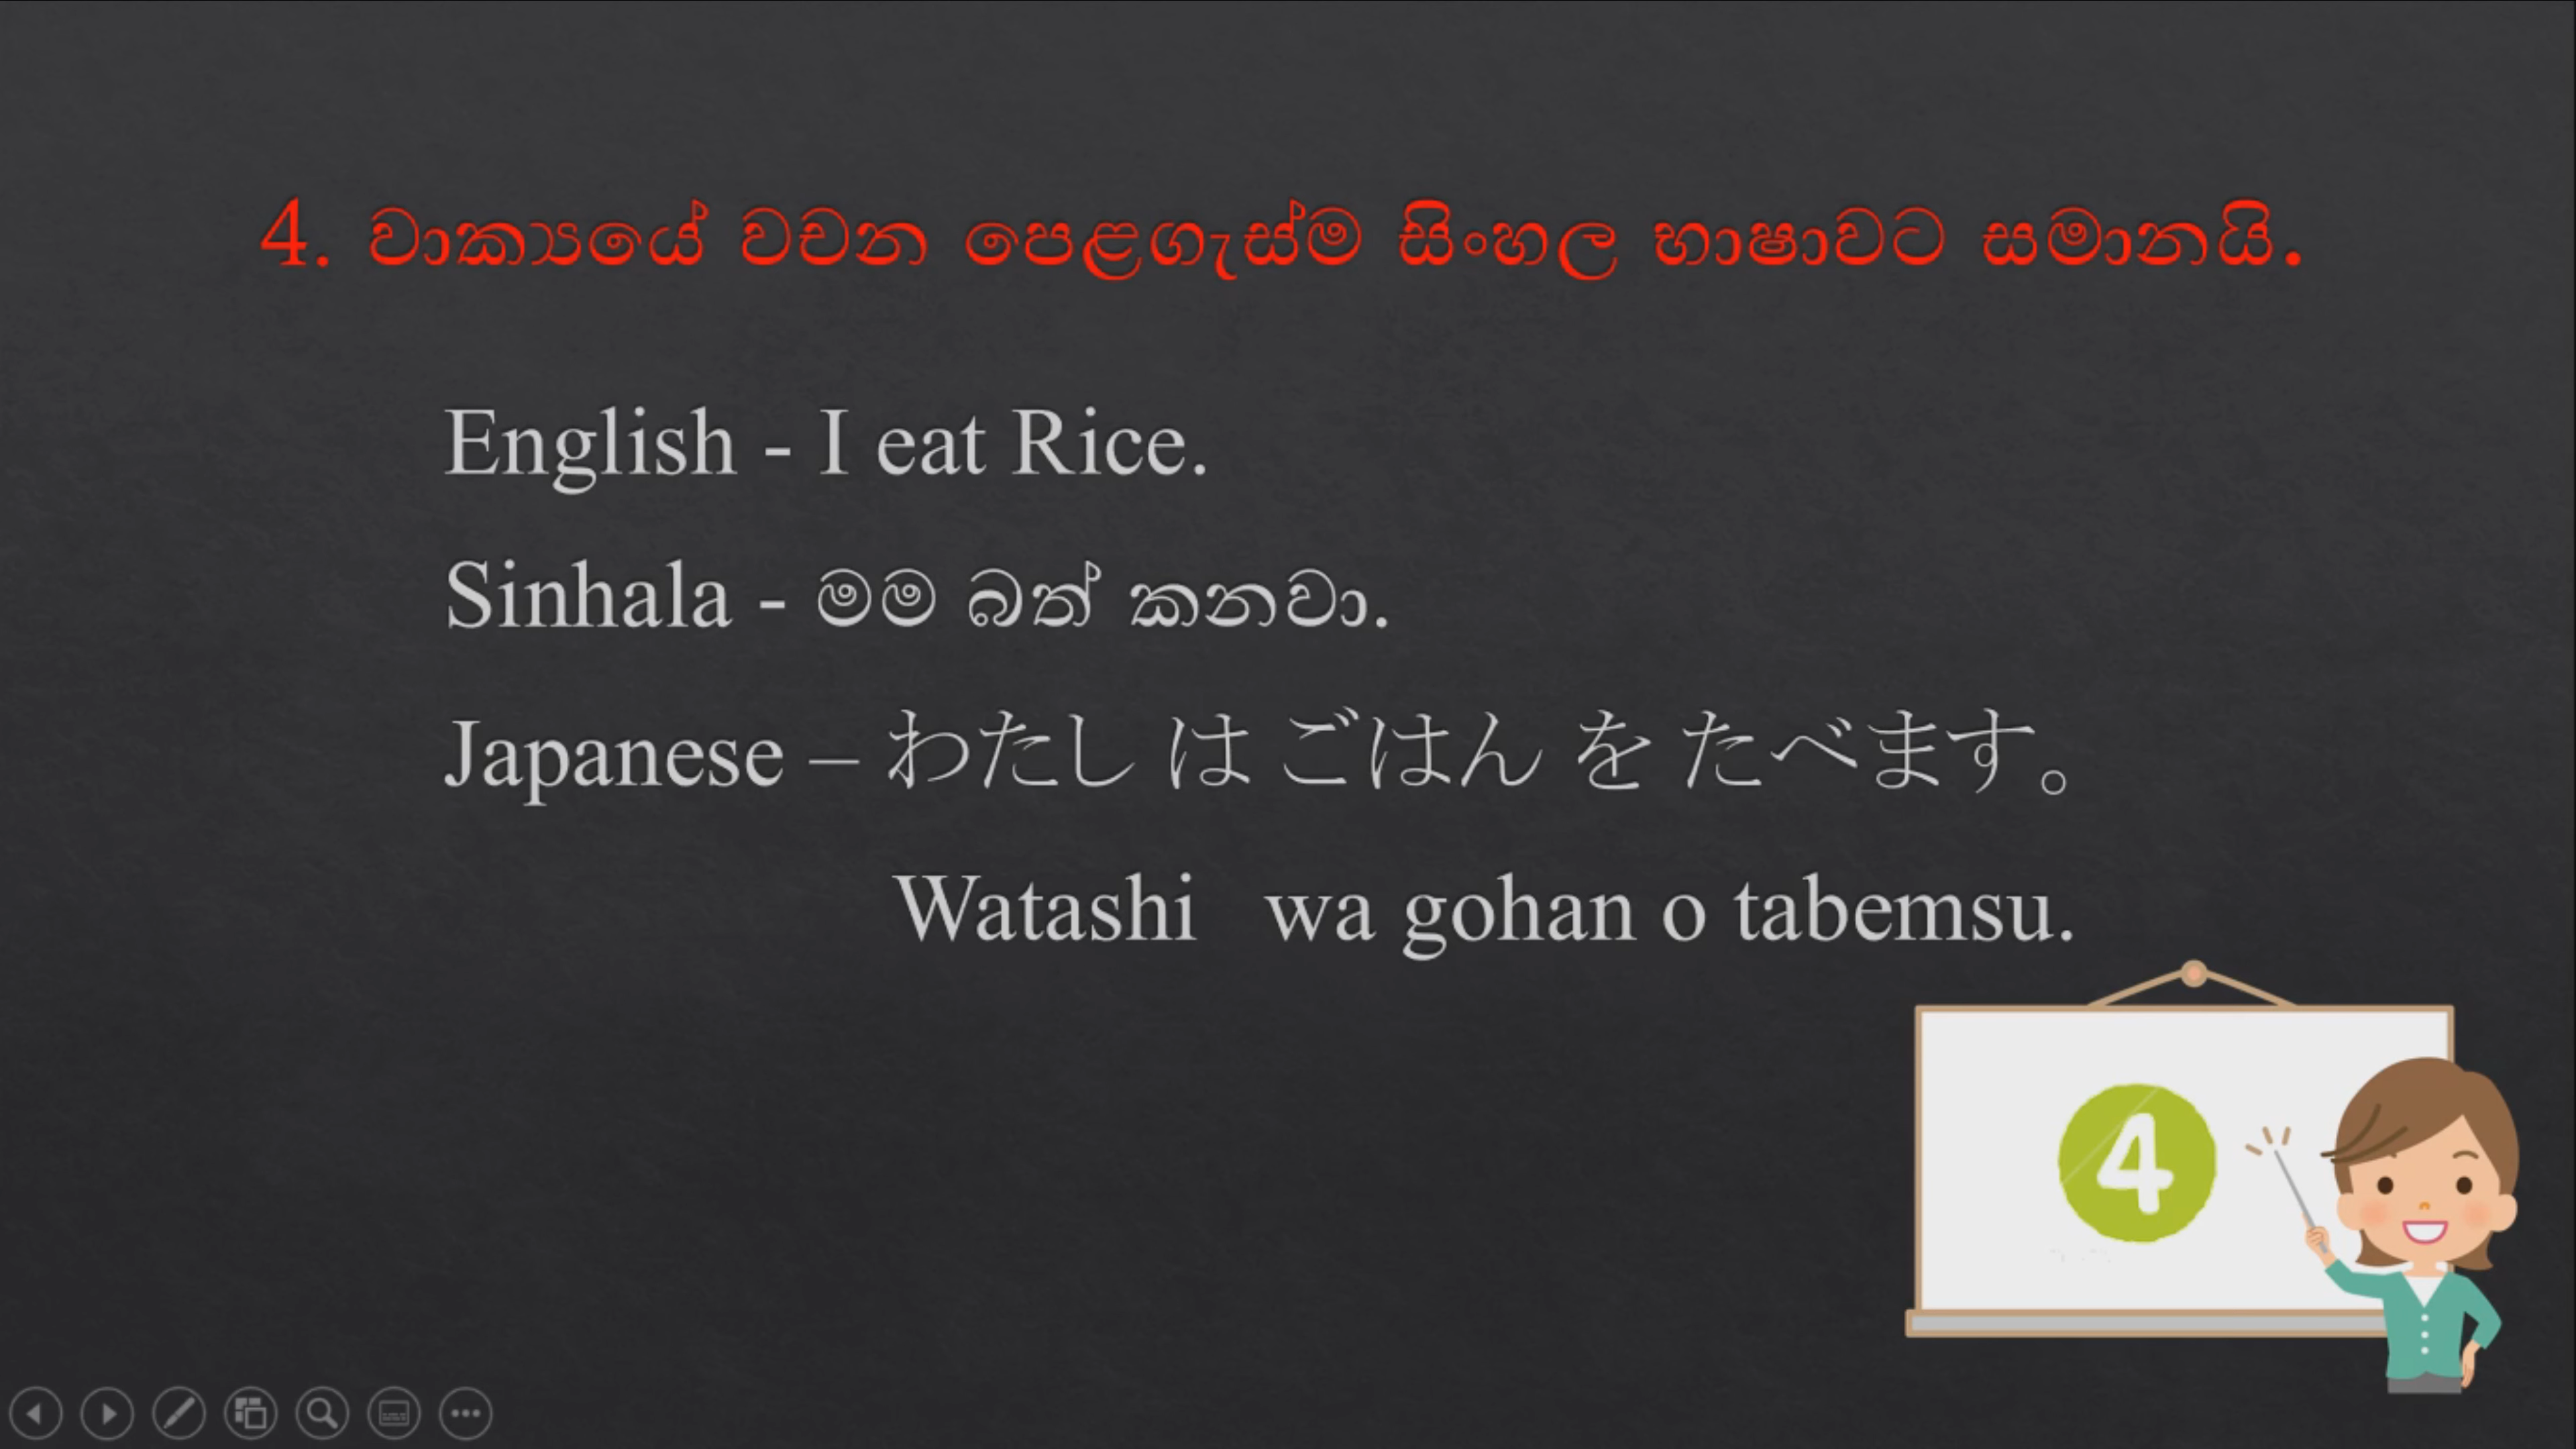 4. වාක්‍යයේ වචන පෙළගැස්ම සිංහල භාෂාවට සමානයි.
English - I eat Rice.
Sinhala - මම බත් කනවා.
Japanese – わたし は ごはん を たべます。
Watashi wa gohan o tabemsu.
4